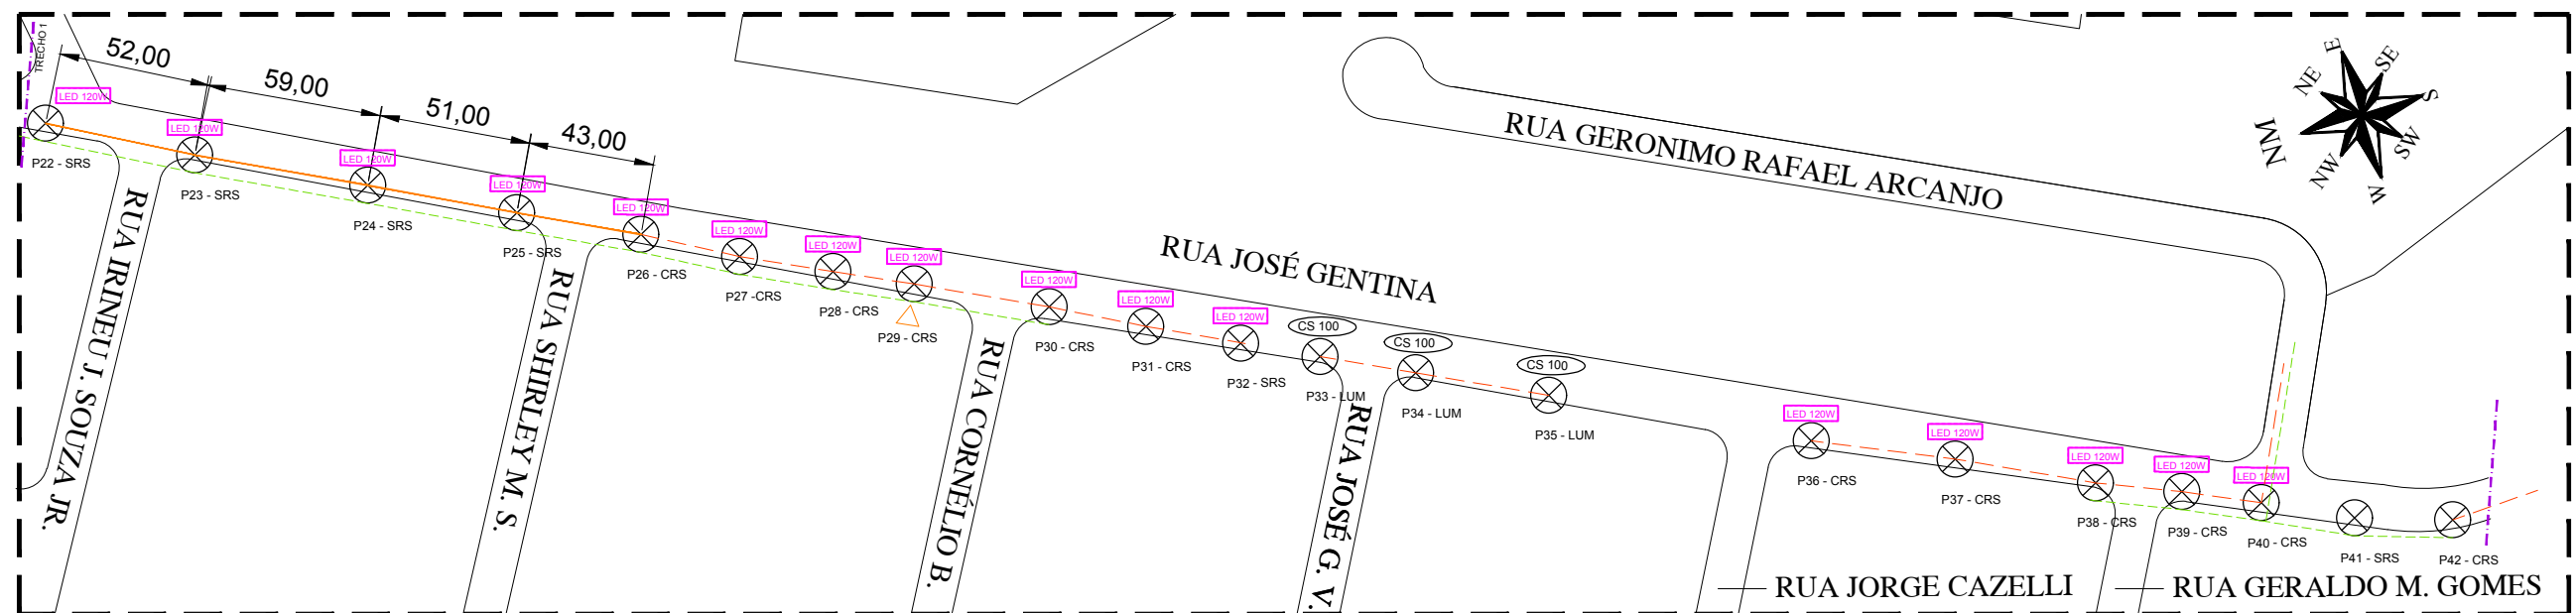 TRECHO 1
52,00
59,00
51,00
43,00
LED 120W
P22 - SRS
LED 120W
P23 - SRS
LED 120W
P24 - SRS
LED 120W
P25 - SRS
LED 120W
P26 - CRS
LED 120W
P27 -CRS
LED 120W
P28 - CRS
LED 120W
P29 - CRS
LED 120W
P30 - CRS
LED 120W
P31 - CRS
LED 120W
P32 - SRS
CS 100
P33 - LUM
CS 100
P34 - LUM
CS 100
P35 - LUM
LED 120W
P36 - CRS
LED 120W
P37 - CRS
LED 120W
P38 - CRS
LED 120W
P39 - CRS
LED 120W
P40 - CRS
P41 - SRS
P42 - CRS
RUA IRINEU J. SOUZA JR.
RUA SHIRLEY M. S.
RUA CORNÉLIO B.
RUA JOSÉ G. V.
RUA JOSÉ GENTINA
RUA GERONIMO RAFAEL ARCANJO
RUA JORGE CAZELLI
RUA GERALDO M. GOMES
E
SE
S
SW
W
NW
NM
NE